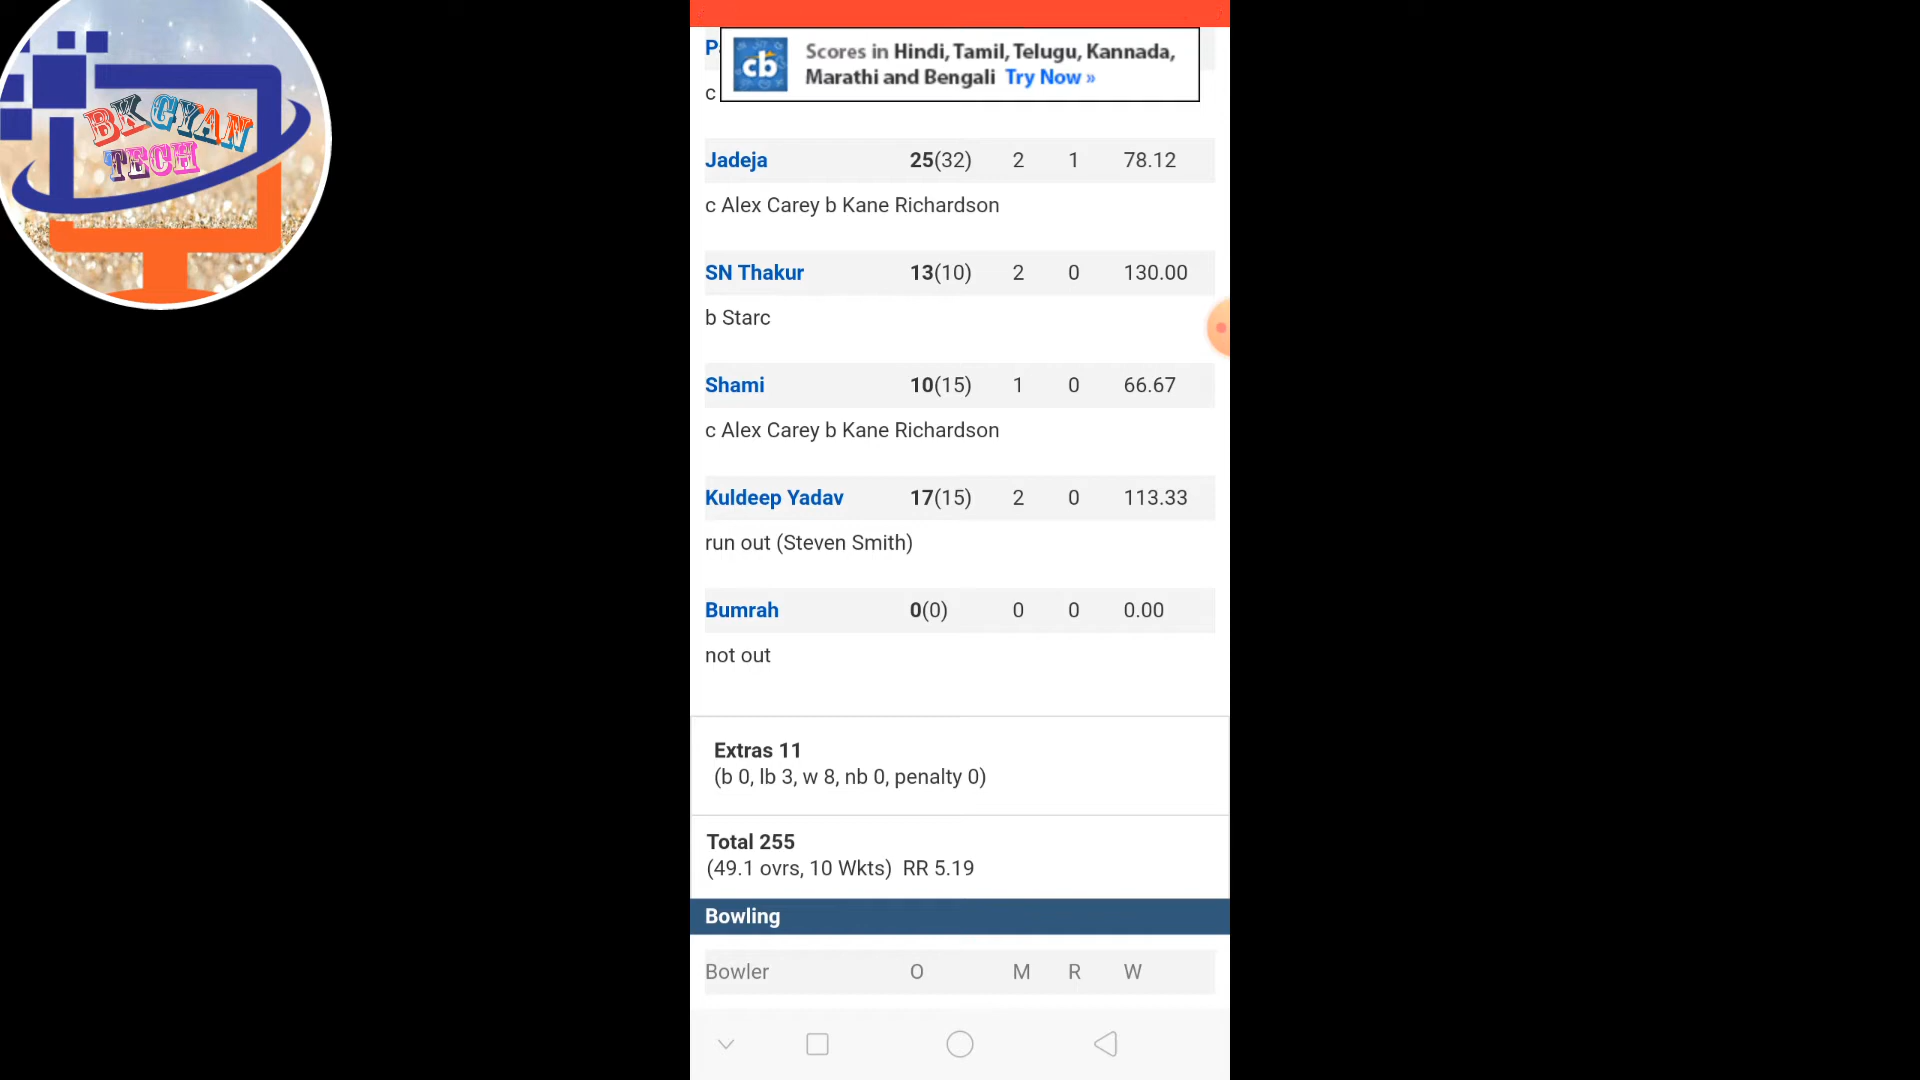 BK GYAN
TECH
P
cb
Scores in Hindi, Tamil, Telugu, Kannada,
Marathi and Bengali Try Now »
c
Jadeja 25(32) 2 1 78.12
c Alex Carey b Kane Richardson
SN Thakur 13(10) 2 0 130.00
b Starc
Shami 10(15) 1 0 66.67
c Alex Carey b Kane Richardson
Kuldeep Yadav 17(15) 2 0 113.33
run out (Steven Smith)
Bumrah 0(0) 0 0 0.00
not out
Extras 11
(b 0, lb 3, w 8, nb 0, penalty 0)
Total 255
(49.1 ovrs, 10 Wkts) RR 5.19
Bowling
Bowler O M R W